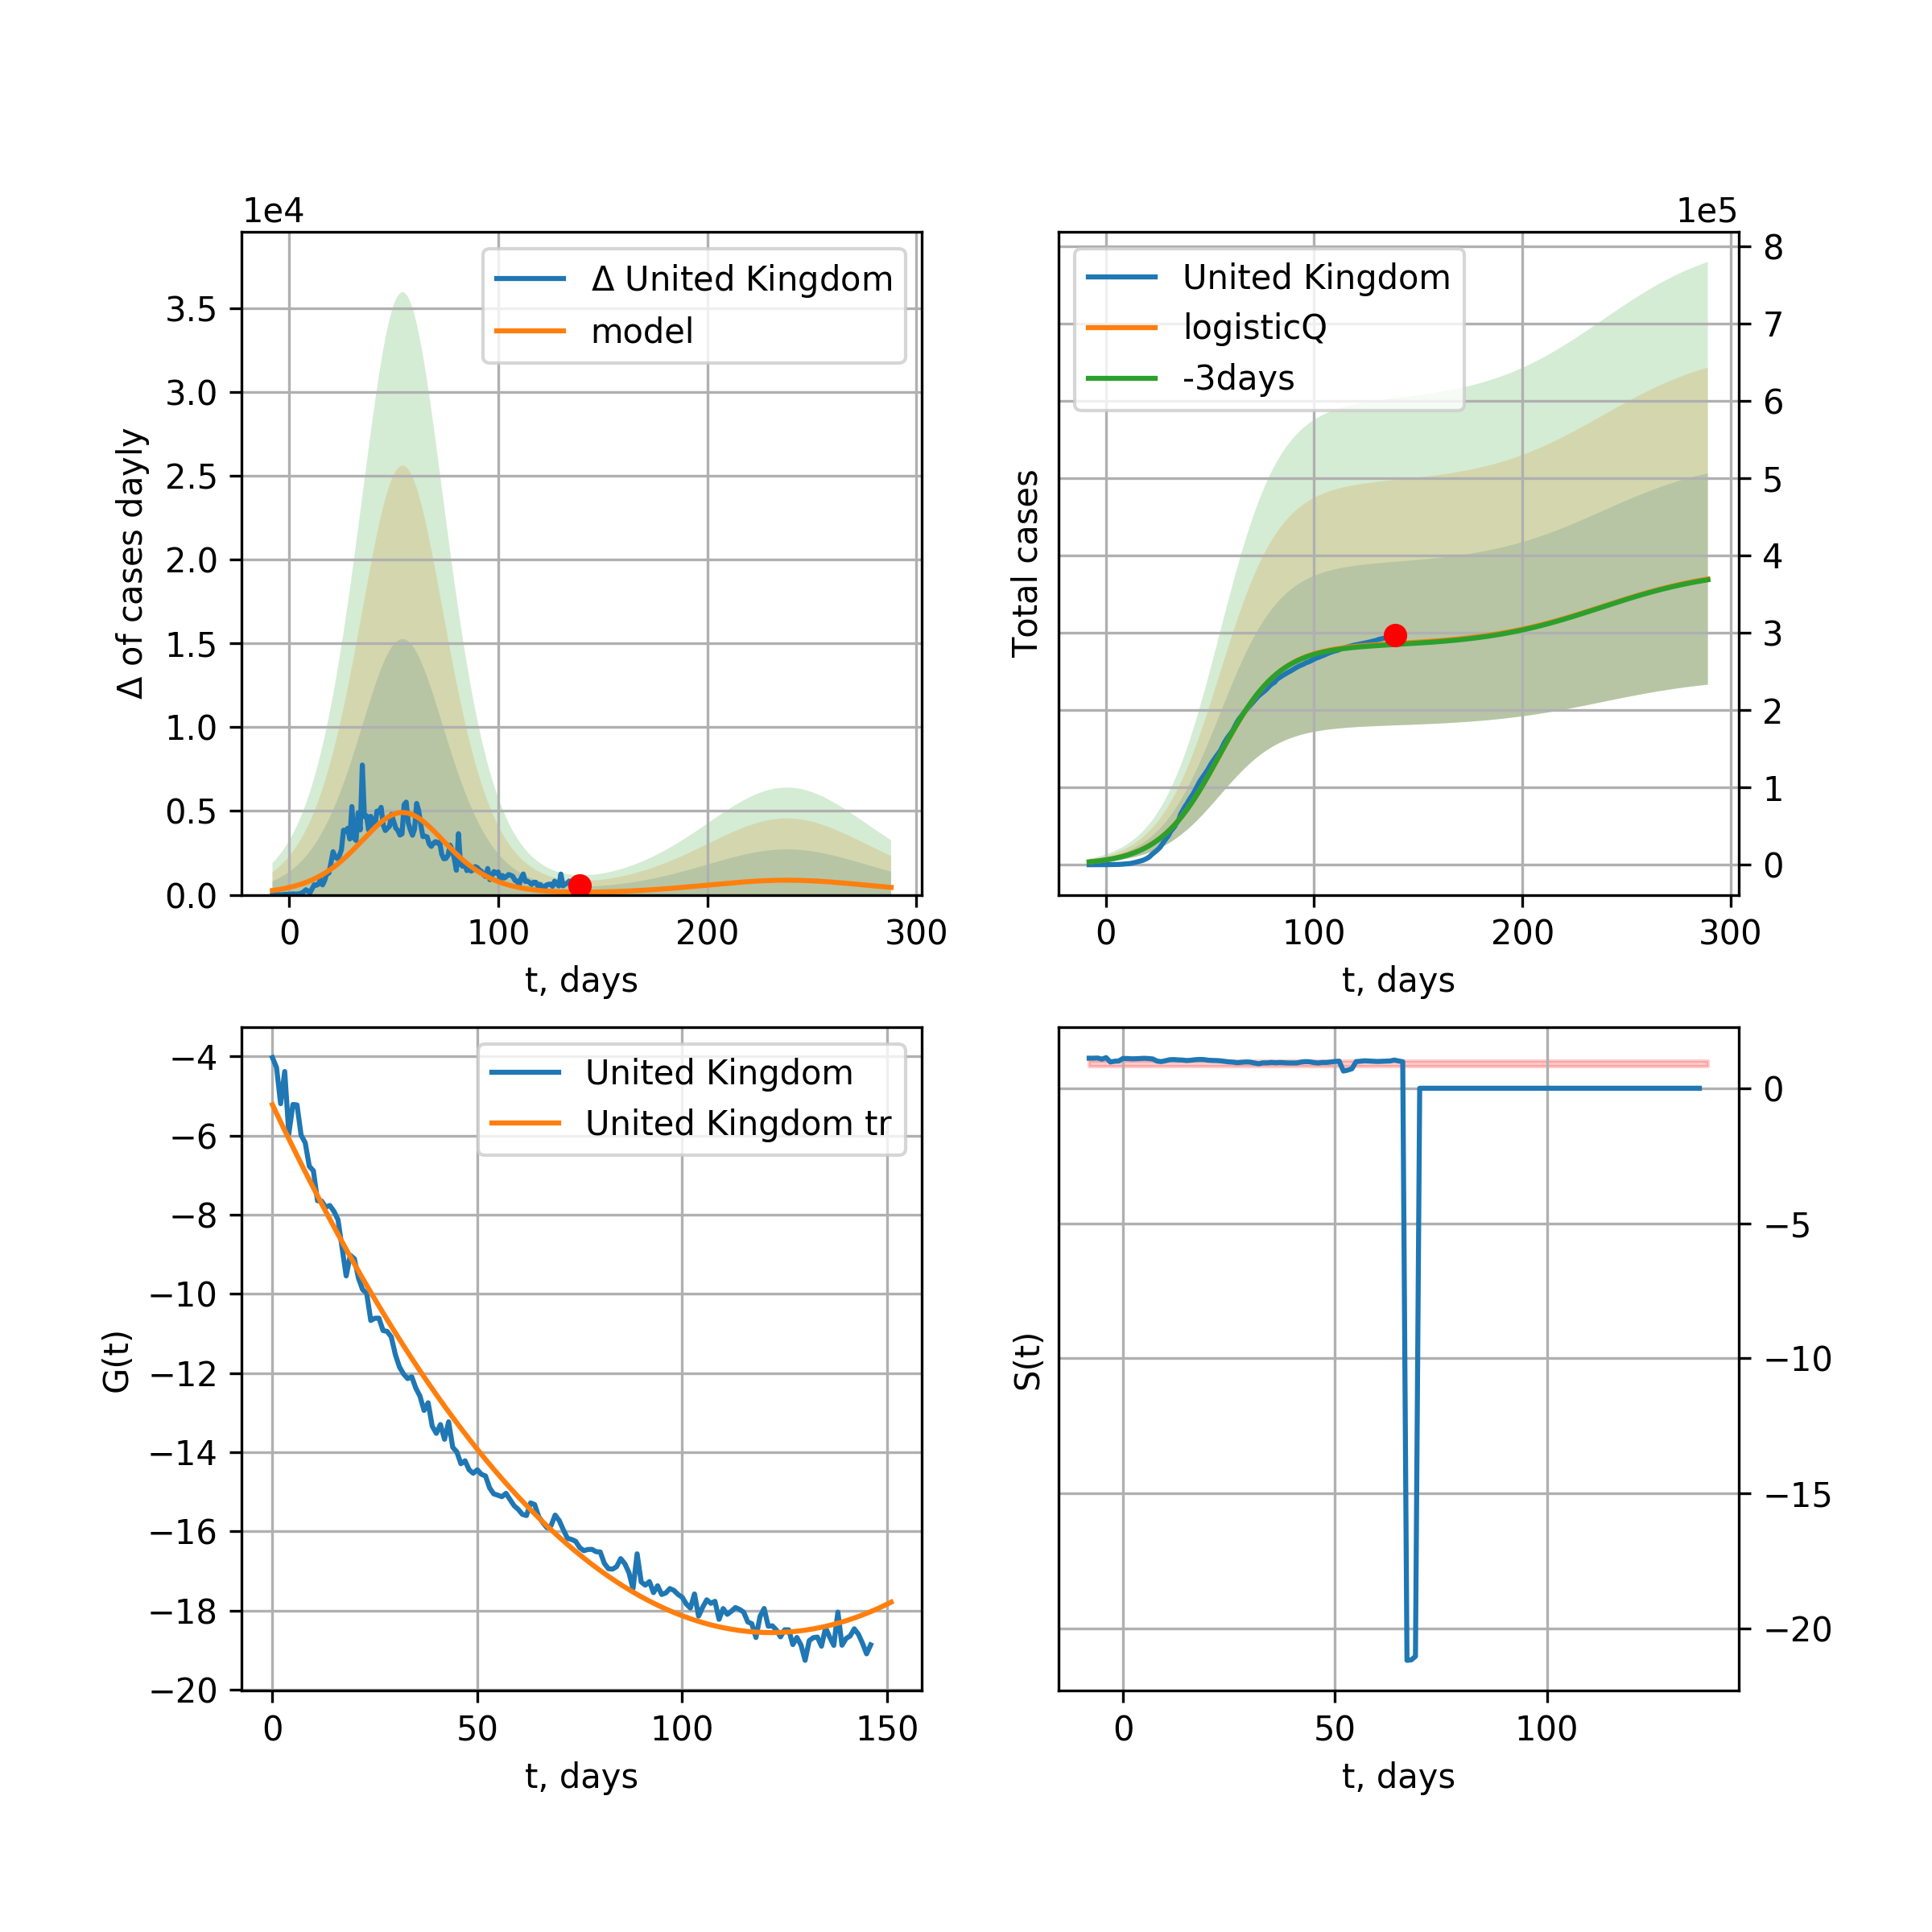 1e4
Δ United Kingdom
model
3.5
3.0
2.5
2.0
1.5
1.0
0.5
0.0
Δ of cases dayly
0 100 200 300
t, days
1e5
United Kingdom
logisticQ
-3days
8
7
6
5
4
3
2
1
0
Total cases
0 100 200 300
t, days
United Kingdom
United Kingdom tr
−4
−6
−8
−10
−12
−14
−16
−18
−20
G(t)
0 50 100 150
t, days
0
−5
−10
−15
−20
S(t)
0 50 100
t, days